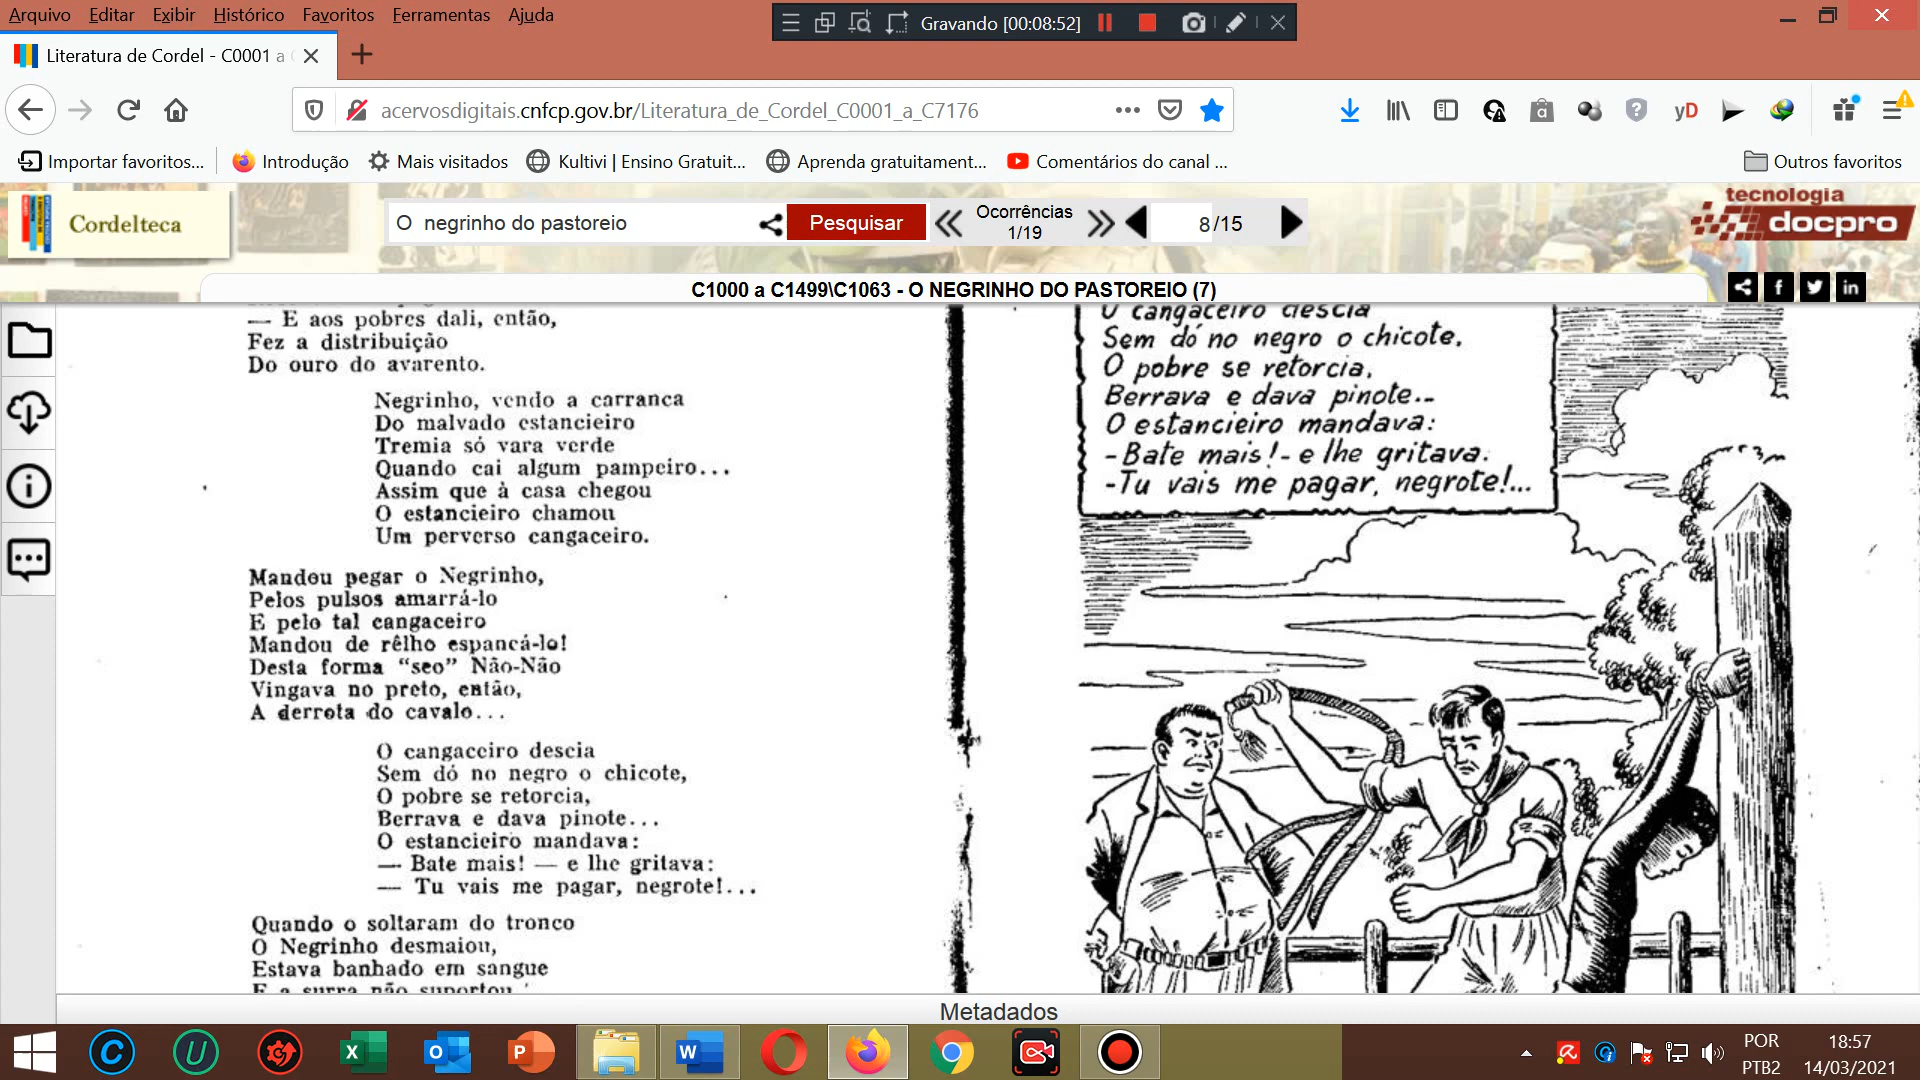 Arquivo Editar Exibir Histórico Favoritos Ferramentas Ajuda
Gravando [00:08:52]
Literatura de Cordel - C0001 a
acervosdigitais.cnfcp.gov.br/Literatura_de_Cordel_C0001_a_C7176
Importar favoritos... Introdução Mais visitados Kultivi | Ensino Gratuit... Aprenda gratuitament... Comentários do canal ... Outros favoritos
Cordelteca
O negrinho do pastoreio
Pesquisar
Ocorrências
1/19
8 /15
tecnologia
docpro
C1000 a C1499\C1063 - O NEGRINHO DO PASTOREIO (7)
— E aos pobres dali, então,
Fez a distribuição
Do ouro do avarento.
Negrinho, vendo a carranca
Do malvado estancieiro
Tremia só vara verde
Quando cai algum pampeiro...
Assim que à casa chegou
O estancieiro chamou
Um perverso cangaceiro.
Mandou pegar o Negrinho,
Pelos pulsos amarrá-lo
E pelo tal cangaceiro
Mandou de rêlho espancá-lo!
Desta forma “seo” Não-Não
Vingava no preto, então,
A derrota do cavalo...
O cangaceiro descia
Sem dó no negro o chicote,
O pobre se retorcia,
Berrava e dava pinote...
O estancieiro mandava:
— Bate mais! — e lhe gritava:
— Tu vais me pagar, negrote!...
Quando o soltaram do tronco
O Negrinho desmaiou,
Estava banhado em sangue
E a surra não suportou
O cangaceiro descia
Sem dó no negro o chicote,
O pobre se retorcia,
Berrava e dava pinote...
O estancieiro mandava:
-Bate mais!- e lhe gritava:
-Tu vais me pagar, negrote!...
Metadados
POR
PTB2
18:57
14/03/2021